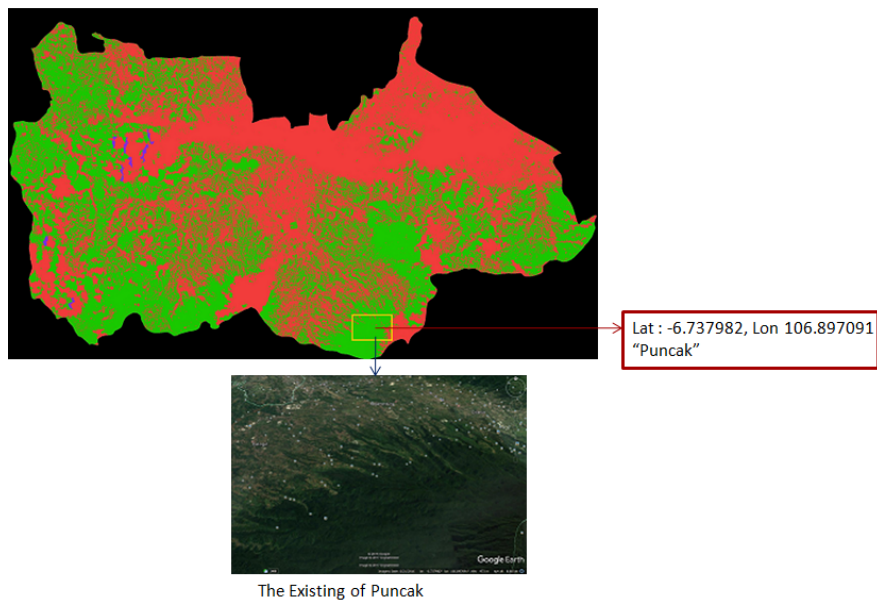 Lat : -6.737982, Lon 106.897091
“Puncak”
Google Earth
The Existing of Puncak